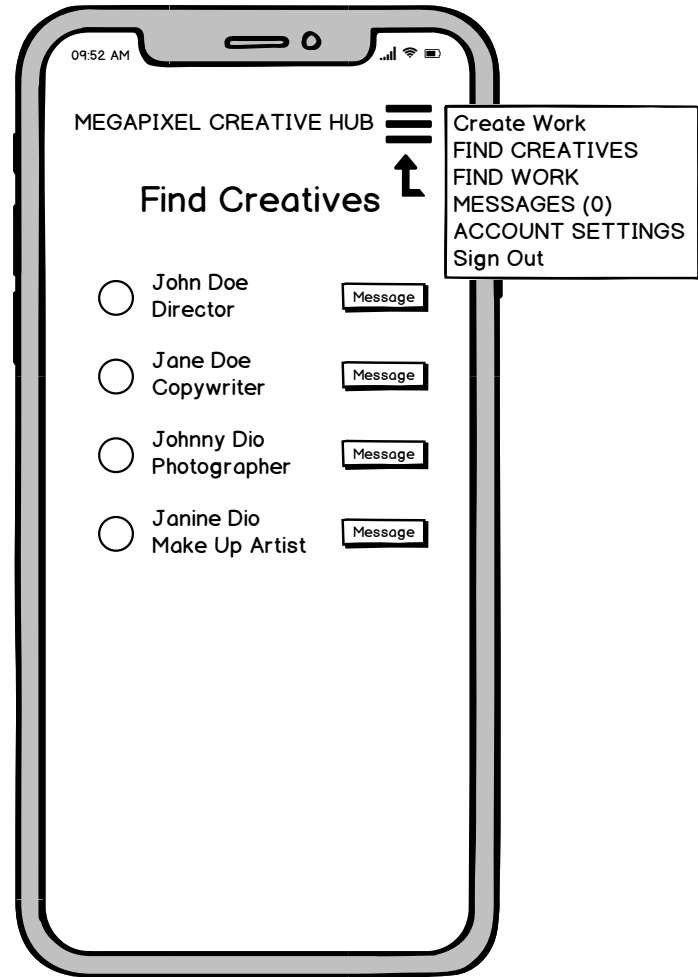 09:52 AM
MEGAPIXEL CREATIVE HUB
Create Work
FIND CREATIVES
FIND WORK
MESSAGES (0)
ACCOUNT SETTINGS
Sign Out
Find Creatives
John Doe
Director
Message
Jane Doe
Copywriter
Message
Johnny Dio
Photographer
Message
Janine Dio
Make Up Artist
Message